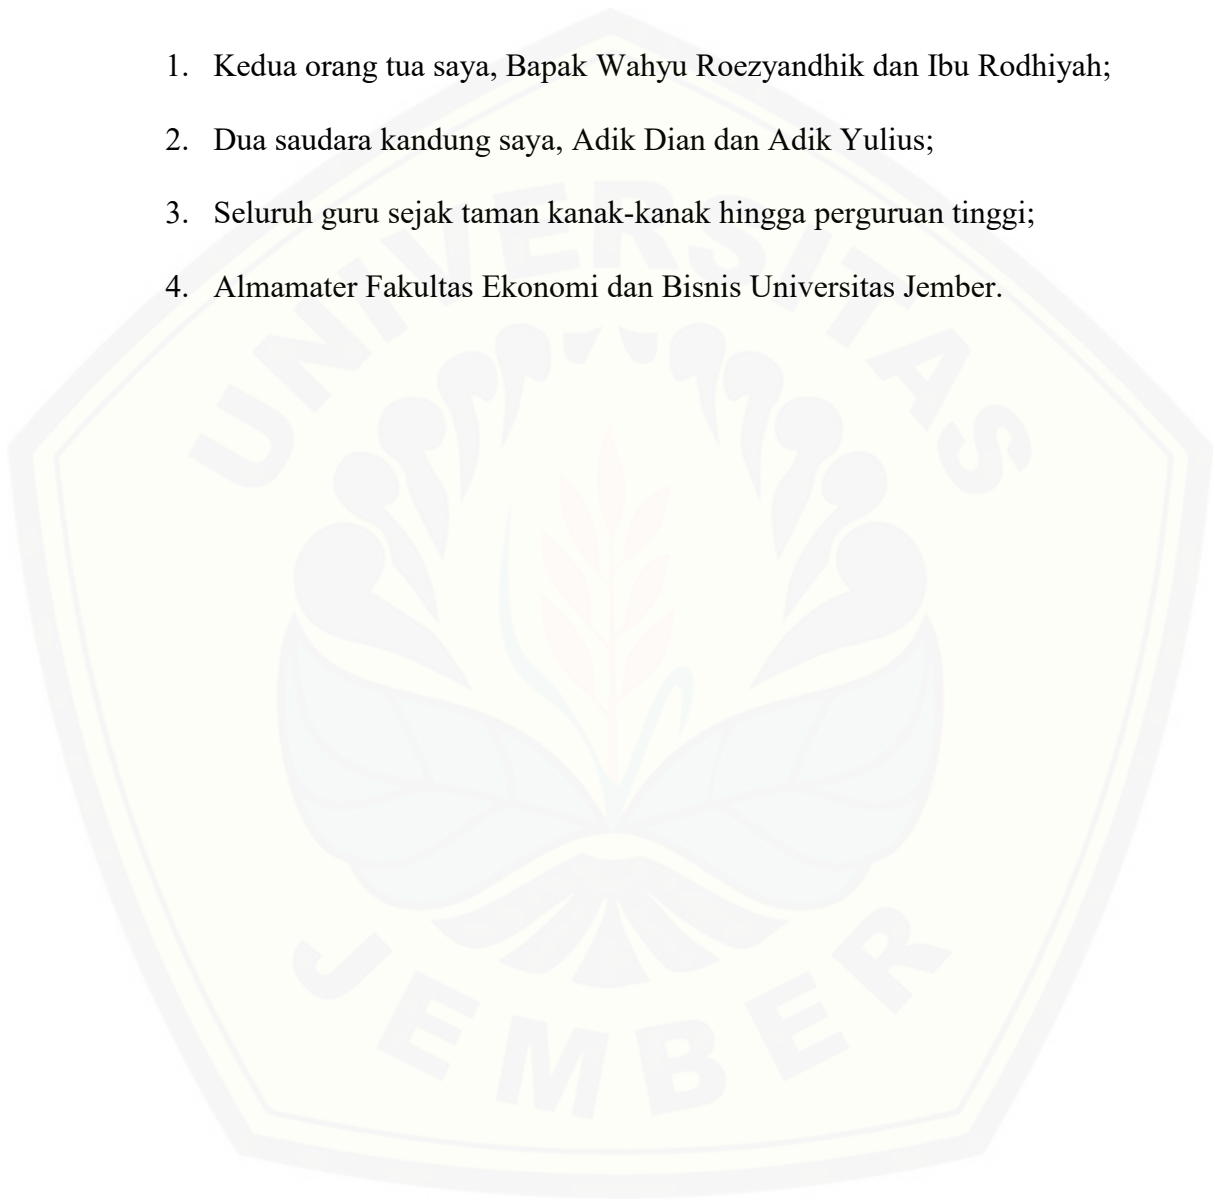 1. Kedua orang tua saya, Bapak Wahyu Roezyandhik dan Ibu Rodhiyah;
2. Dua saudara kandung saya, Adik Dian dan Adik Yulius;
3. Seluruh guru sejak taman kanak-kanak hingga perguruan tinggi;
4. Almamater Fakultas Ekonomi dan Bisnis Universitas Jember.
UNIVERSITAS
JEMBER